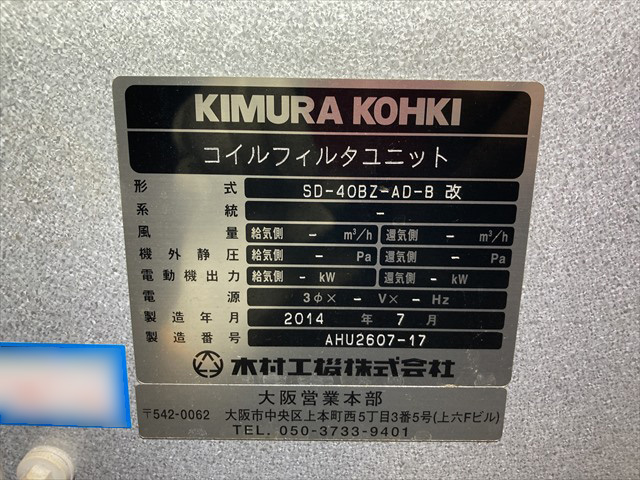 KIMURA KOHKI
コイルフィルタユニット
形式 SD-40BZ-AD-B 改
系統 -
風量 給気側 - m³/h 還気側 - m³/h
機外静圧 給気側 - Pa 還気側 - Pa
電動機出力 給気側 - kW 還気側 - kW
電源 3φ× - V× - Hz
製造年月 2014 年 7 月
製造番号 AHU2607-17
木村工機株式会社
大阪営業本部
〒542-0062 大阪市中央区上本町西5丁目3番5号(上六Fビル)
TEL. 050-3733-9401